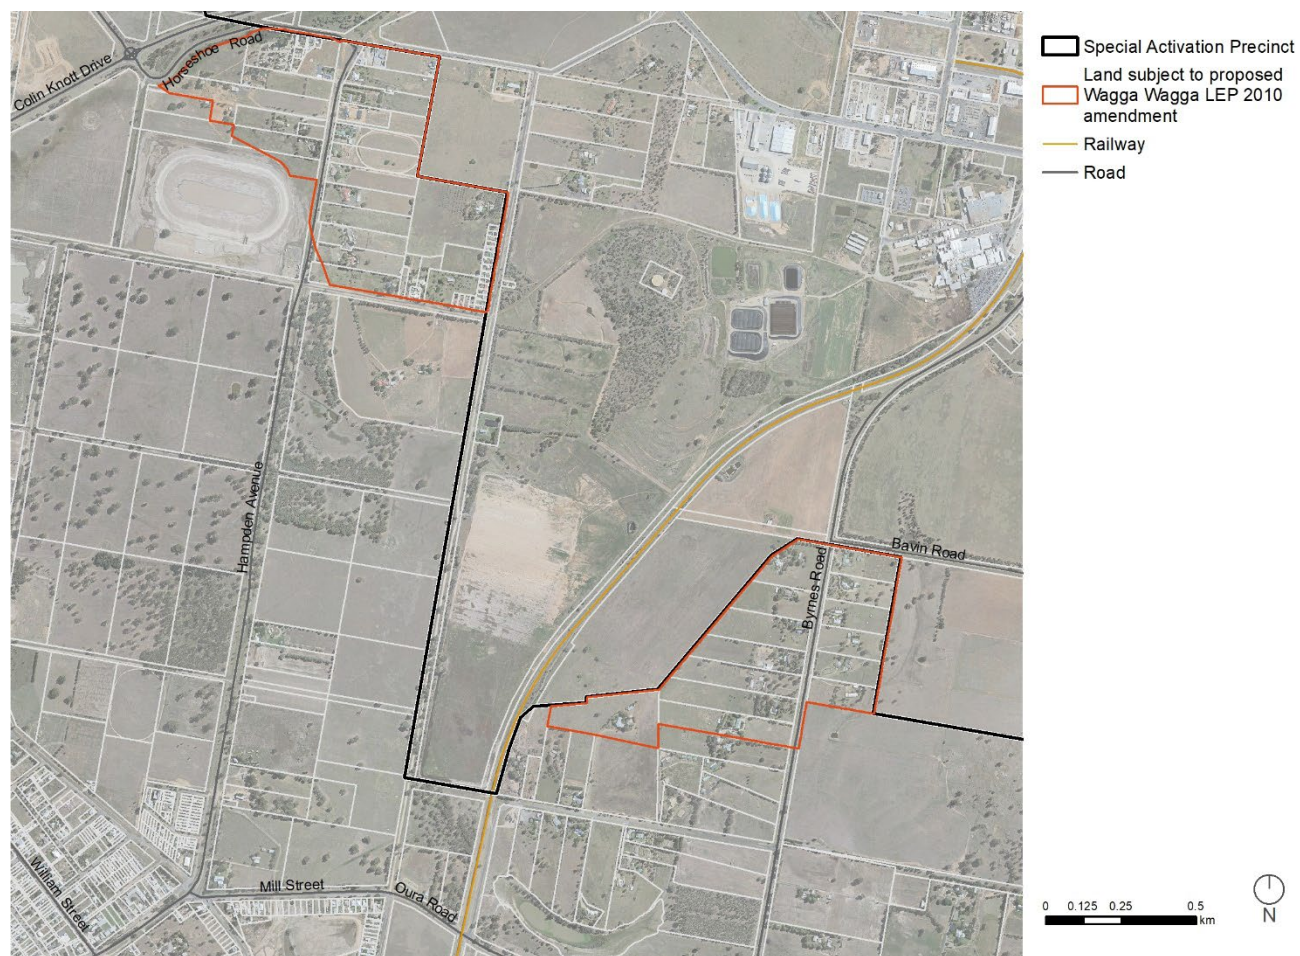 Special Activation Precinct
Land subject to proposed
Wagga Wagga LEP 2010
amendment
Railway
Road
Colin Knott Drive
Horseshoe Road
Hampden Avenue
Bavin Road
Byrnes Road
William Street
Mill Street
Oura Road
0 0.125 0.25 0.5
km
N